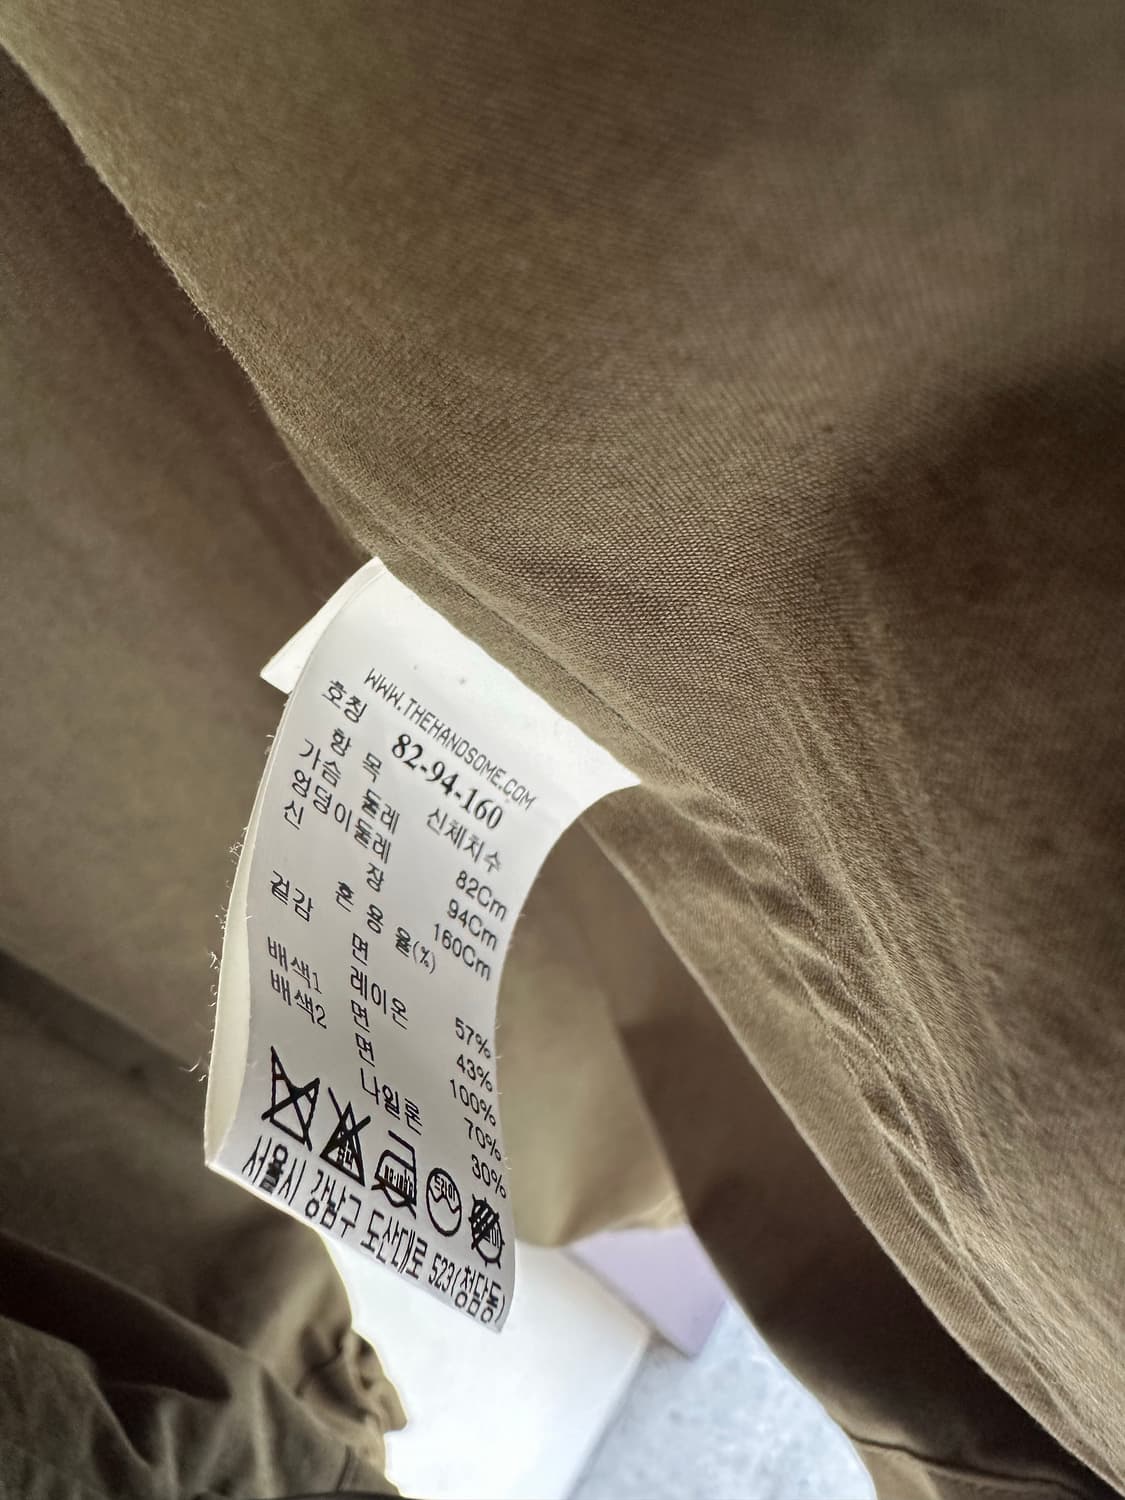 WWW.THEHANDSOME.COM
호칭 82-94-160
항 목 신체치수
가슴 둘레 82Cm
엉덩이둘레 94Cm
신 장 160Cm
혼 용 율(%)
겉감 면 57%
레이온 43%
배색1 면 100%
배색2 면 70%
나일론 30%
드라이
서울시 강남구 도산대로 523(청담동)